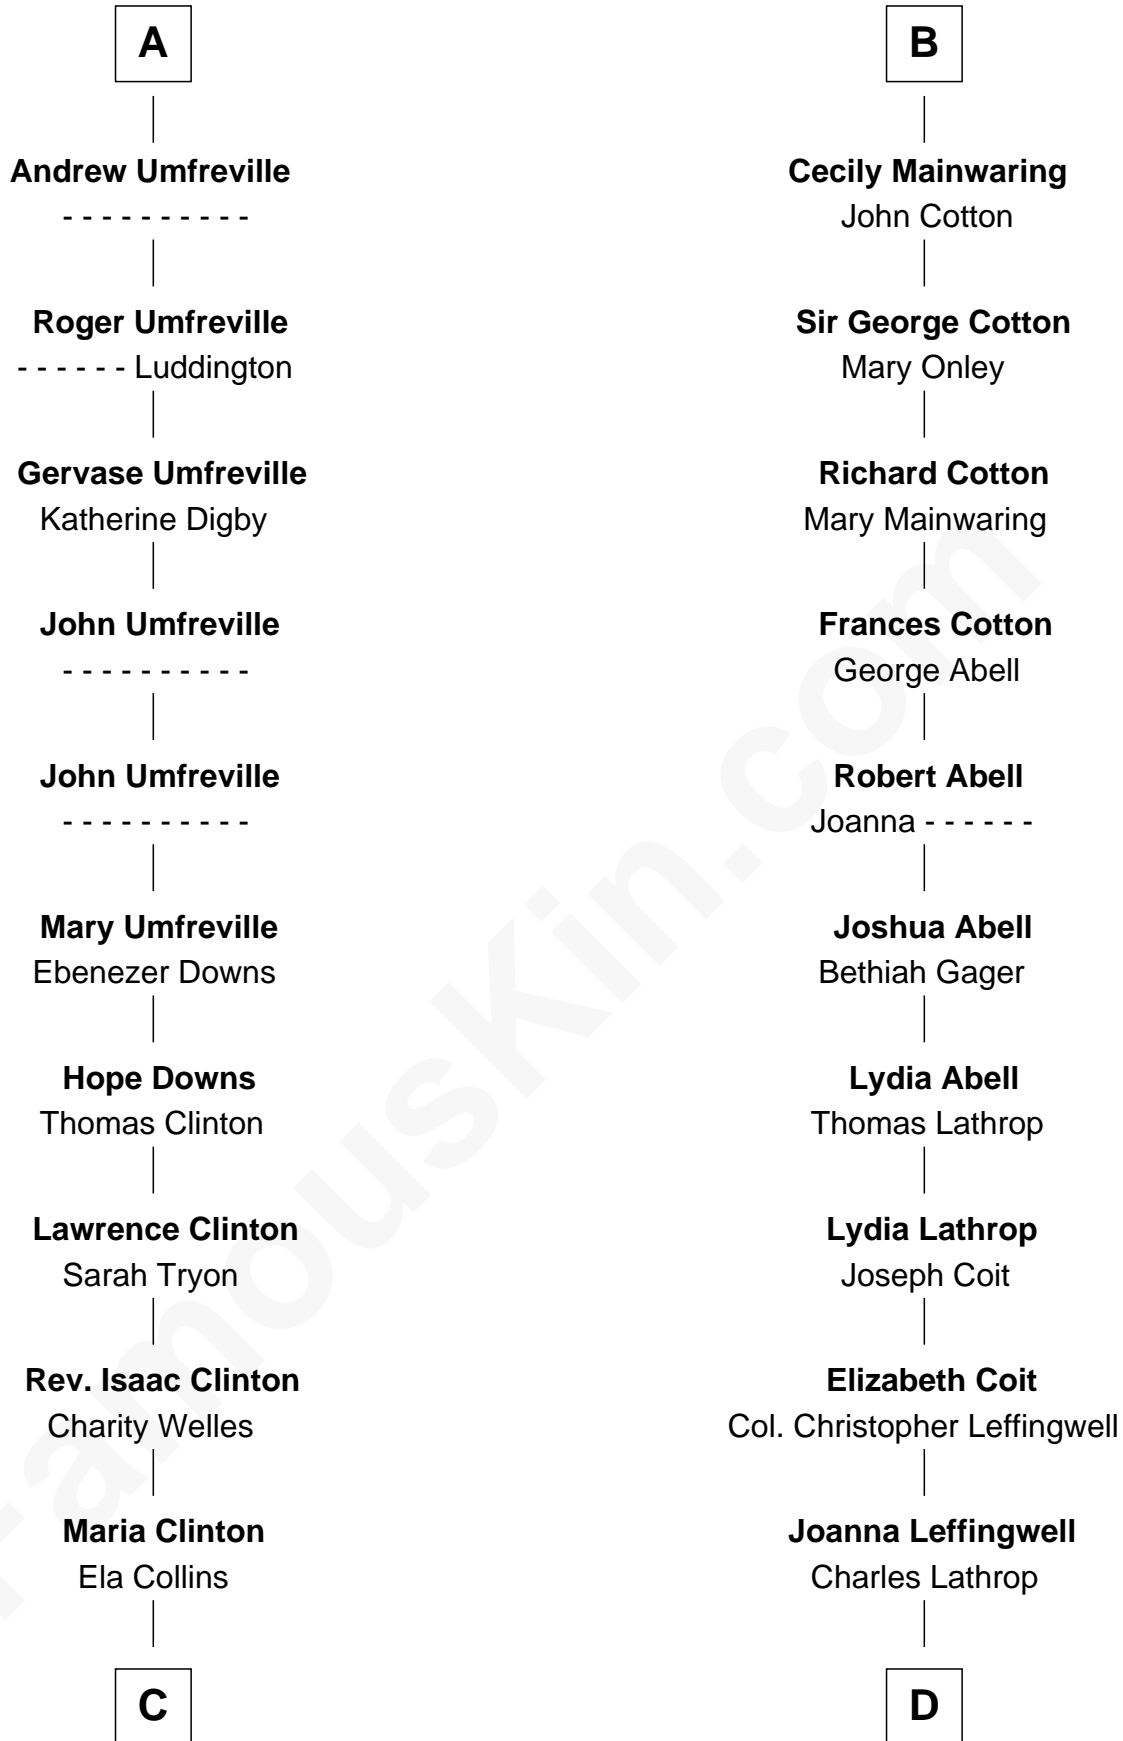 A
Andrew Umfreville
- - - - - - - - - -
Roger Umfreville
- - - - - - Luddington
Gervase Umfreville
Katherine Digby
John Umfreville
- - - - - - - - - -
John Umfreville
- - - - - - - - - -
Mary Umfreville
Ebenezer Downs
Hope Downs
Thomas Clinton
Lawrence Clinton
Sarah Tryon
Rev. Isaac Clinton
Charity Welles
Maria Clinton
Ela Collins
C
B
Cecily Mainwaring
John Cotton
Sir George Cotton
Mary Onley
Richard Cotton
Mary Mainwaring
Frances Cotton
George Abell
Robert Abell
Joanna - - - - - -
Joshua Abell
Bethiah Gager
Lydia Abell
Thomas Lathrop
Lydia Lathrop
Joseph Coit
Elizabeth Coit
Col. Christopher Leffingwell
Joanna Leffingwell
Charles Lathrop
D
FamousKin.com